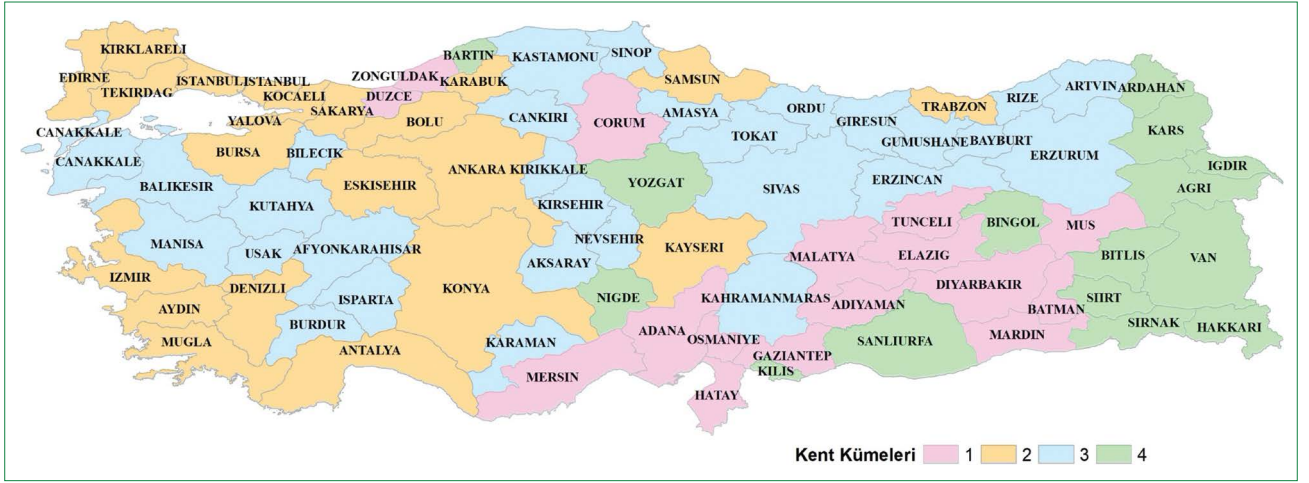 KIRKLARELI
EDIRNE
TEKIRDAG
ISTANBUL
ISTANBUL
KOCAELI
YALOVA
SAKARYA
ZONGULDAK
DUZCE
BARTIN
KARABUK
KASTAMONU
SINOP
SAMSUN
BOLU
CANKIRI
CORUM
AMASYA
ORDU
TOKAT
GIRESUN
TRABZON
RIZE
ARTVIN
ARDAHAN
KARS
GUMUSHANE
BAYBURT
ERZURUM
IGDIR
AGRI
CANAKKALE
CANAKKALE
BURSA
BILECIK
BALIKESIR
KUTAHYA
ESKISEHIR
ANKARA
KIRIKKALE
YOZGAT
SIVAS
ERZINCAN
KIRSEHIR
TUNCELI
BINGOL
MUS
MANISA
USAK
AFYONKARAHISAR
NEVSEHIR
KAYSERI
AKSARAY
MALATYA
ELAZIG
BITLIS
VAN
IZMIR
DENIZLI
ISPARTA
KONYA
NIGDE
KAHRAMANMARAS
ADIYAMAN
DIYARBAKIR
BATMAN
SIIRT
AYDIN
BURDUR
MUGLA
ANTALYA
KARAMAN
ADANA
OSMANIYE
GAZIANTEP
KILIS
SANLIURFA
MARDIN
SIRNAK
HAKKARI
MERSIN
HATAY
Kent Kümeleri 1 2 3 4